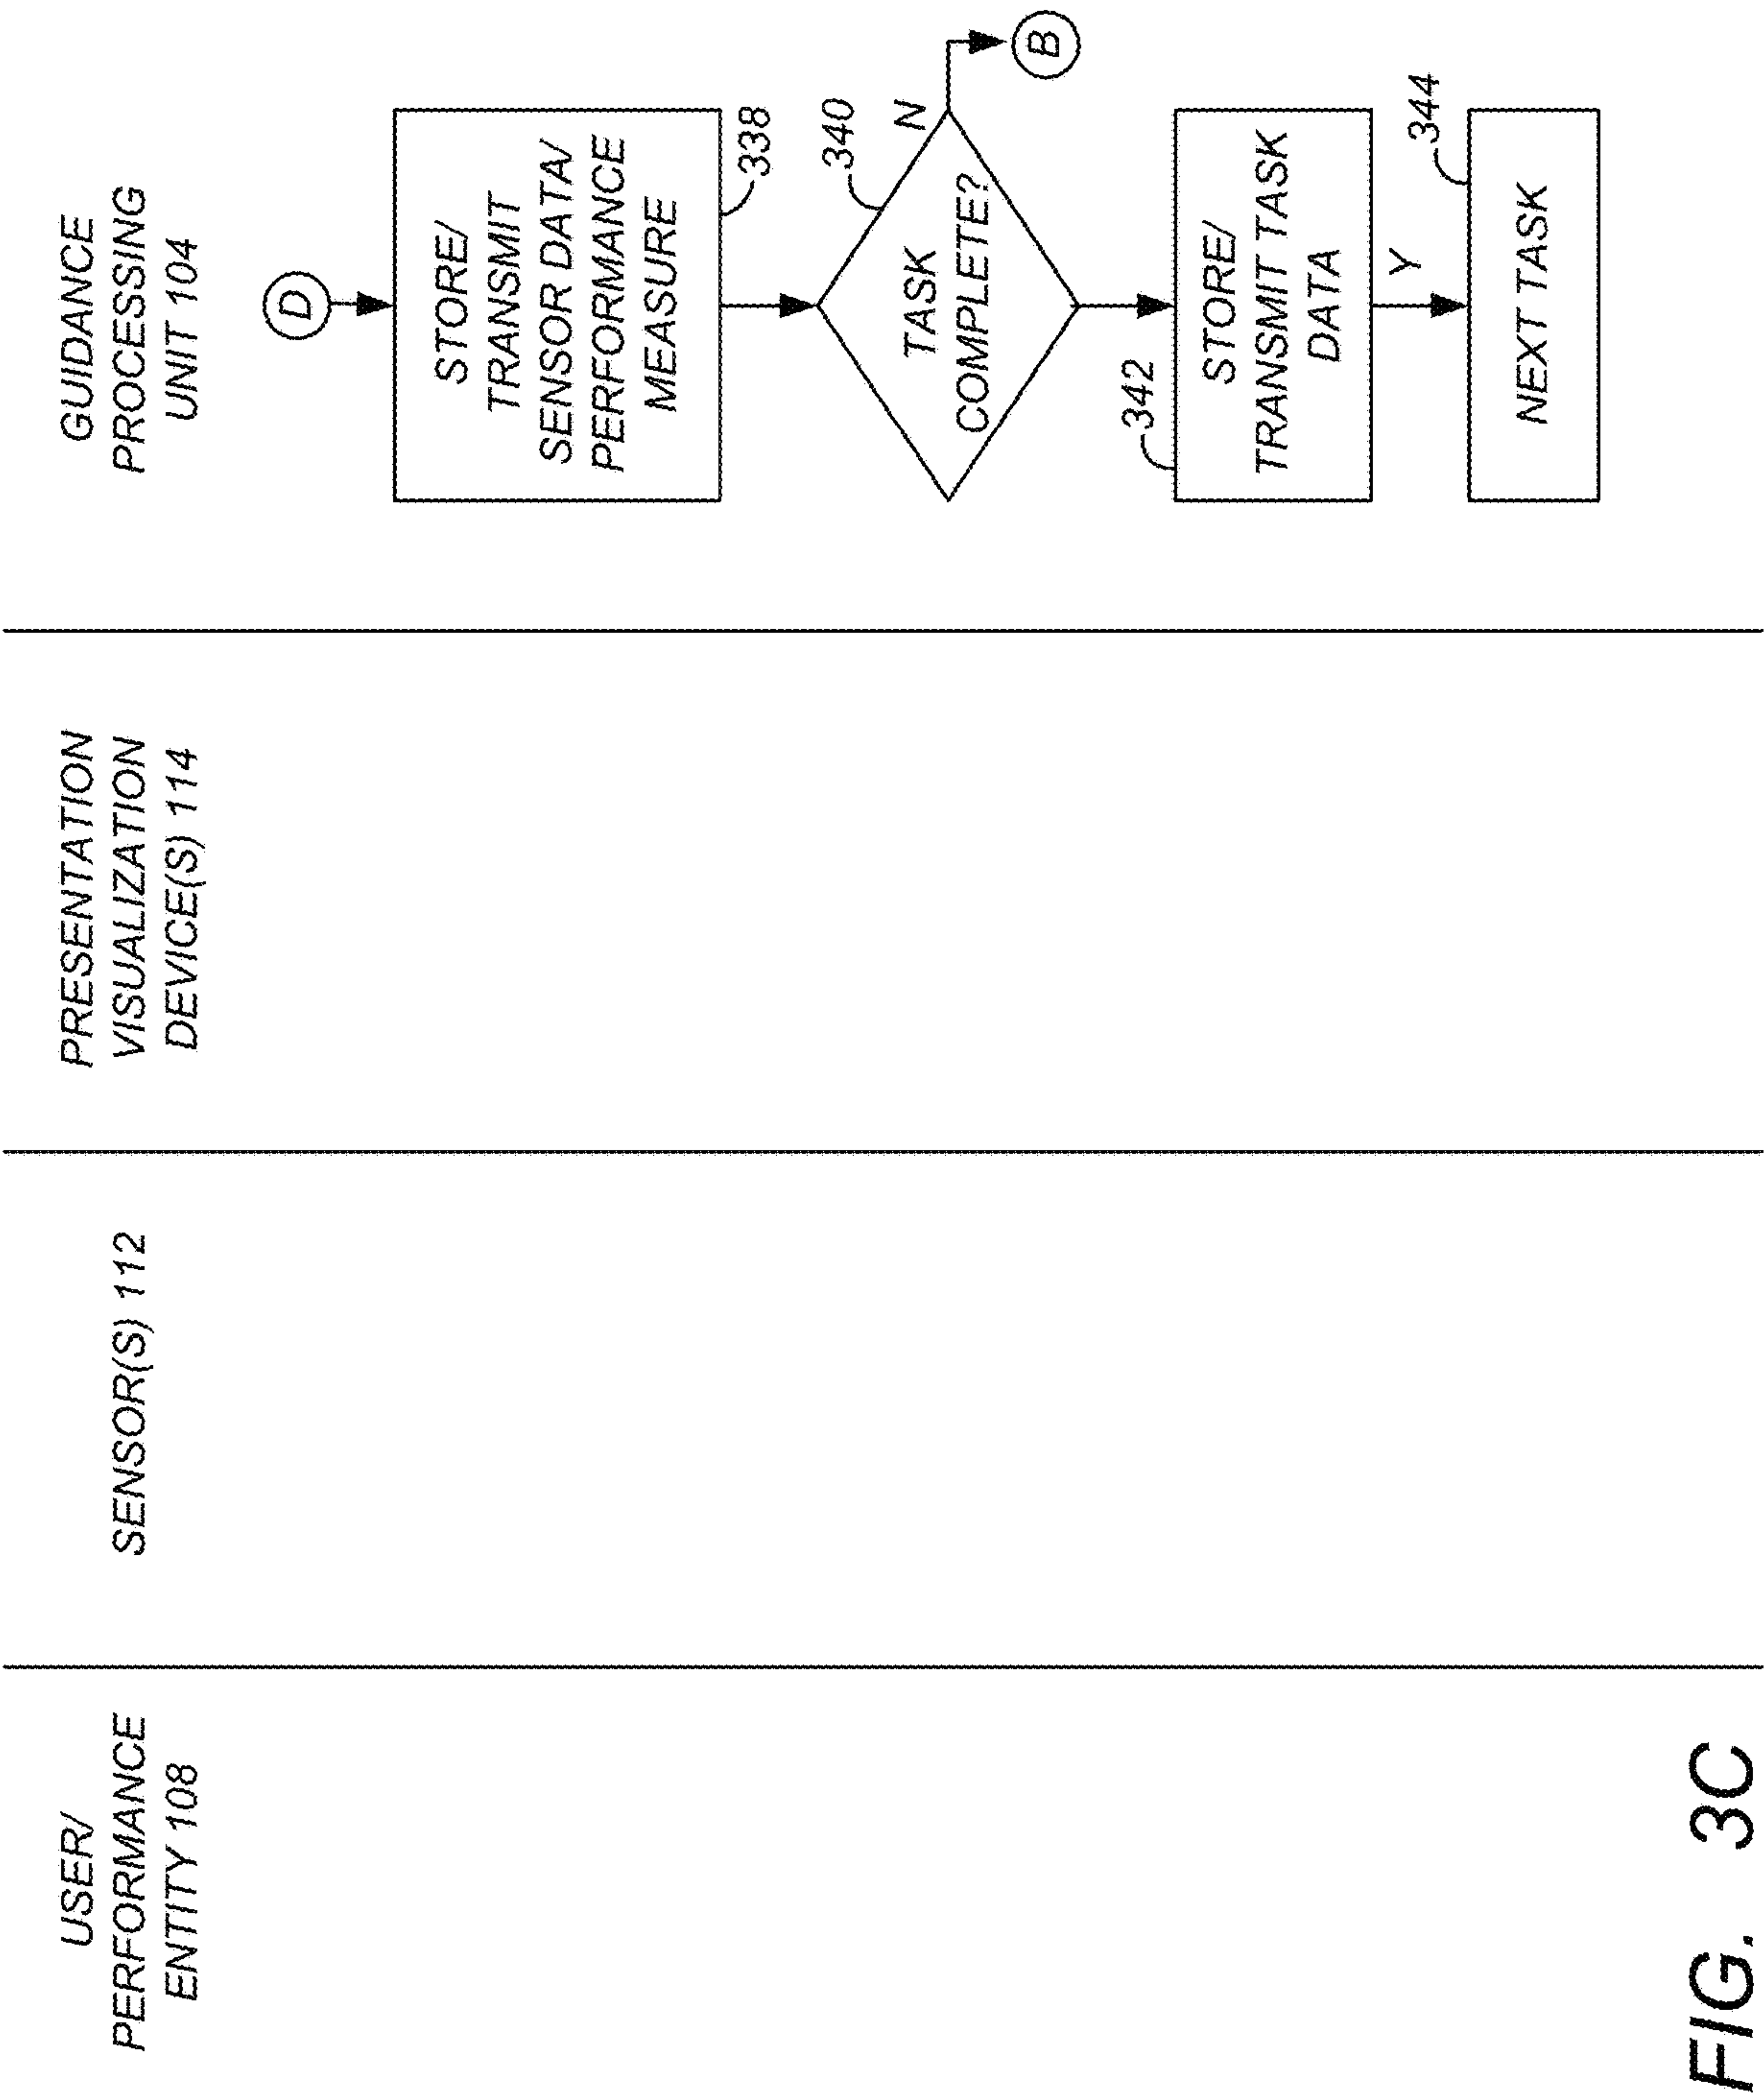 USER/
PERFORMANCE
ENTITY 108
SENSOR(S) 112
PRESENTATION
VISUALIZATION
DEVICE(S) 114
GUIDANCE
PROCESSING
UNIT 104
D
STORE/
TRANSMIT
SENSOR DATA/
PERFORMANCE
MEASURE
338
340
N
B
TASK
COMPLETE?
342
STORE/
TRANSMIT TASK
DATA
Y
344
NEXT TASK
FIG. 3C